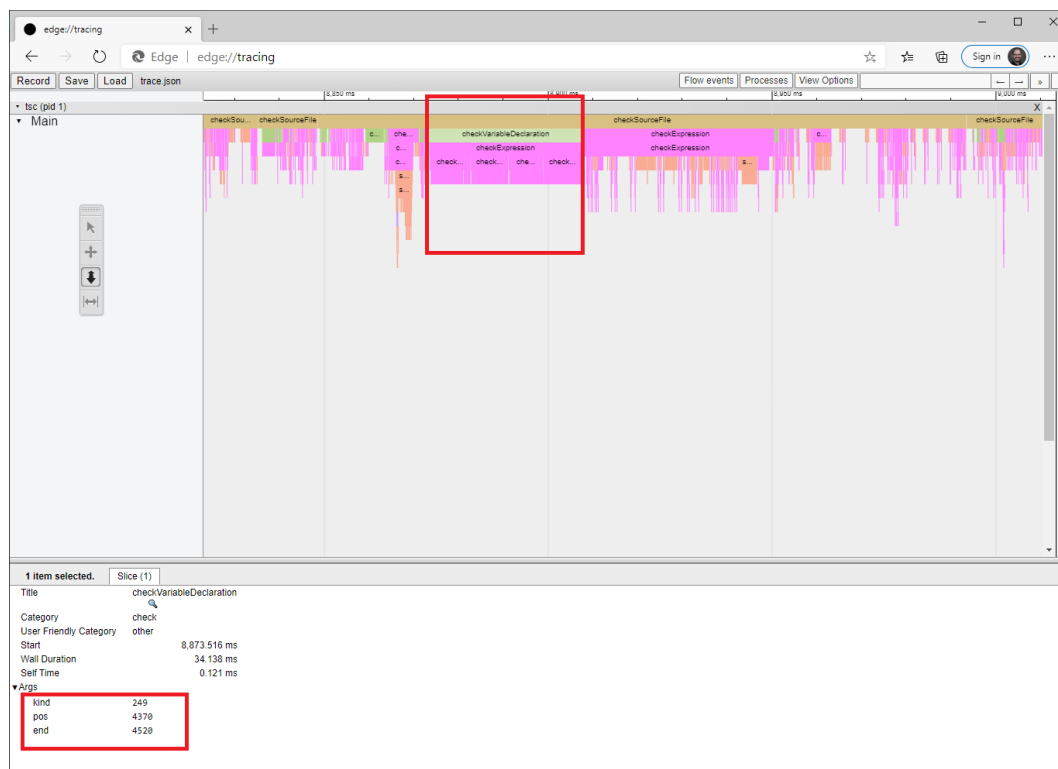 edge://tracing
Edge edge://tracing Sign in
Record Save Load trace.json Flow events Processes View Options
tsc (pid 1) 8,850 ms 8,900 ms 8,950 ms 9,000 ms X
Main checkSou... checkSourceFile checkSourceFile checkSourceFile
c... che... checkVariableDeclaration checkExpression c...
c... checkExpression checkExpression
c... check... check... che... check... s...
s...
s...
1 item selected. Slice (1)
Title checkVariableDeclaration
Category check
User Friendly Category other
Start 8,873.516 ms
Wall Duration 34.138 ms
Self Time 0.121 ms
▼Args
kind 249
pos 4370
end 4520